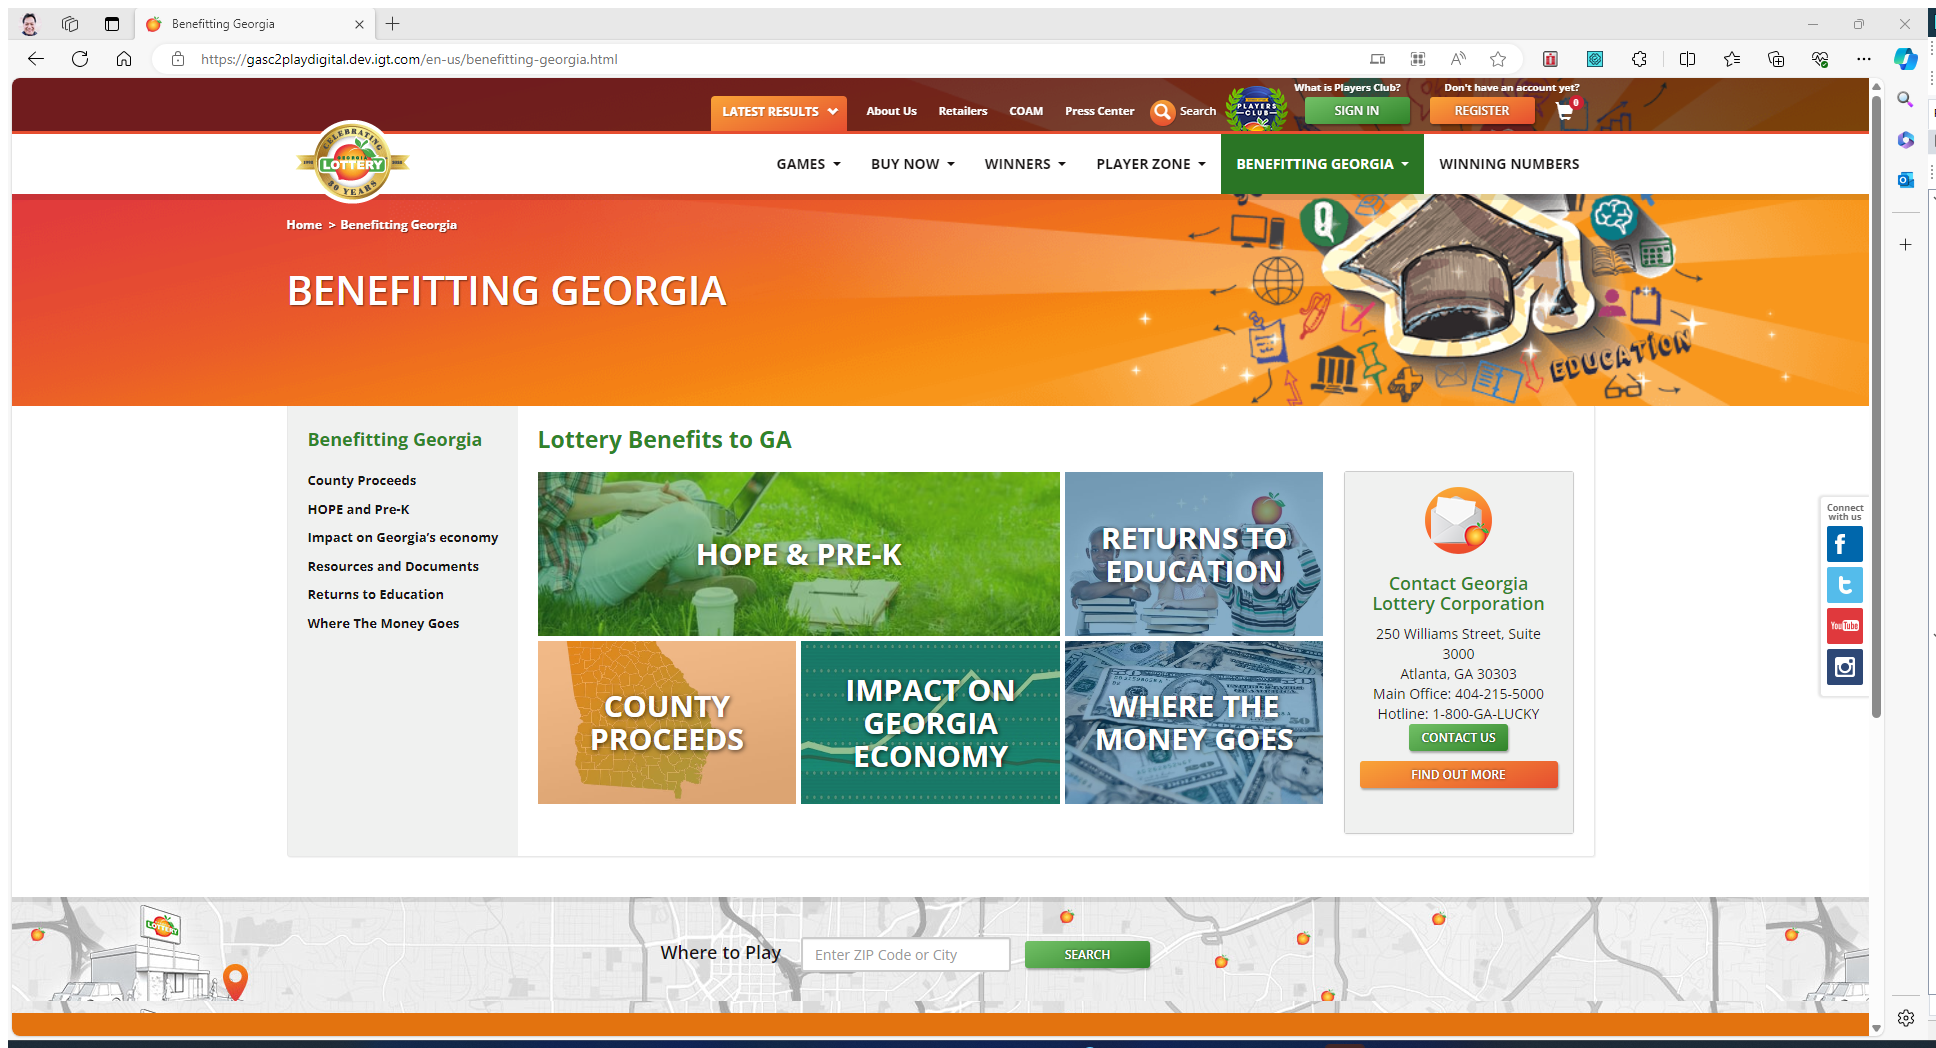 Benefitting Georgia
https://gasc2playdigital.dev.igt.com/en-us/benefitting-georgia.html
What is Players Club?
Don't have an account yet?
LATEST RESULTS
About Us
Retailers
COAM
Press Center
Search
PLAYERS
CLUB
SIGN IN
REGISTER
0
CELEBRATING
GEORGIA
LOTTERY
30 YEARS
GAMES
BUY NOW
WINNERS
PLAYER ZONE
BENEFITTING GEORGIA
WINNING NUMBERS
Home > Benefitting Georgia
BENEFITTING GEORGIA
Q
EDUCATION
Benefitting Georgia
County Proceeds
HOPE and Pre-K
Impact on Georgia's economy
Resources and Documents
Returns to Education
Where The Money Goes
Lottery Benefits to GA
HOPE & PRE-K
RETURNS TO
EDUCATION
COUNTY
PROCEEDS
IMPACT ON
GEORGIA
ECONOMY
WHERE THE
MONEY GOES
Contact Georgia
Lottery Corporation
250 Williams Street, Suite
3000
Atlanta, GA 30303
Main Office: 404-215-5000
Hotline: 1-800-GA-LUCKY
CONTACT US
FIND OUT MORE
Connect
with us
You Tube
LOTTERY
Where to Play
Enter ZIP Code or City
SEARCH